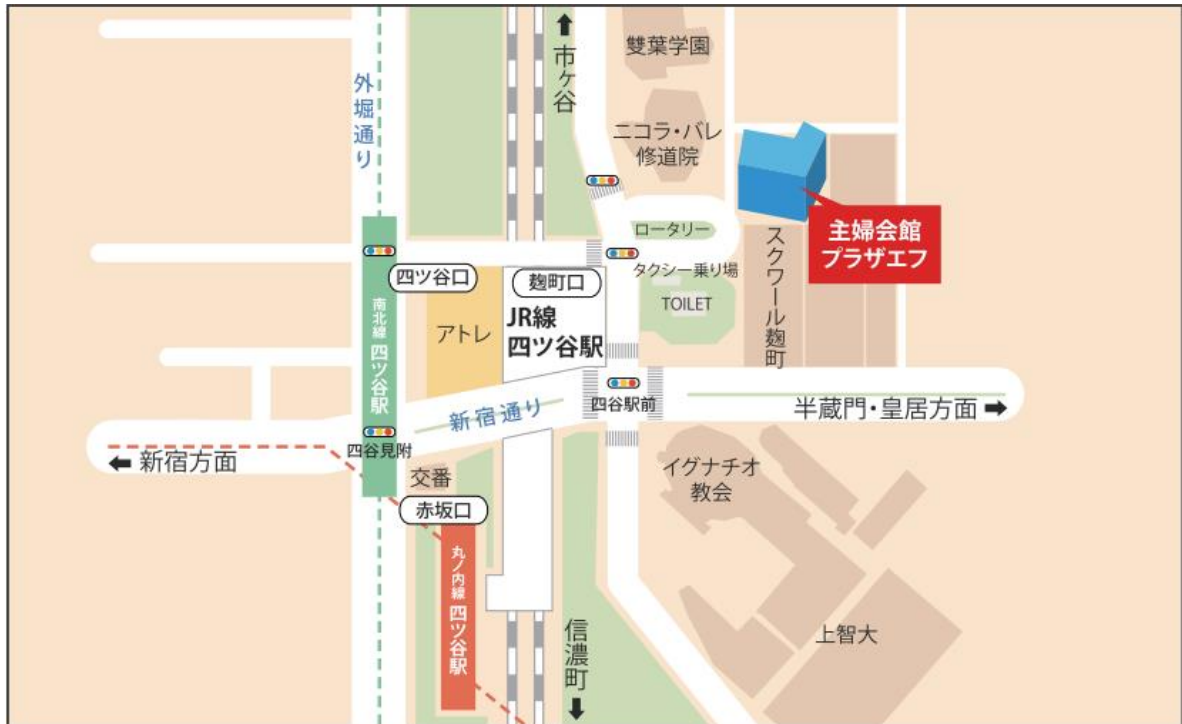 市ケ谷
雙葉学園
外堀通り
ニコラ・バレ
修道院
主婦会館
プラザエフ
ロータリー
スクワール麹町
四ツ谷口
麹町口
タクシー乗り場
TOILET
南北線 四ツ谷駅
アトレ
JR線
四ツ谷駅
新宿通り
四谷駅前
半蔵門・皇居方面
四谷見附
新宿方面
交番
イグナチオ
教会
赤坂口
丸ノ内線 四ツ谷駅
信濃町
上智大